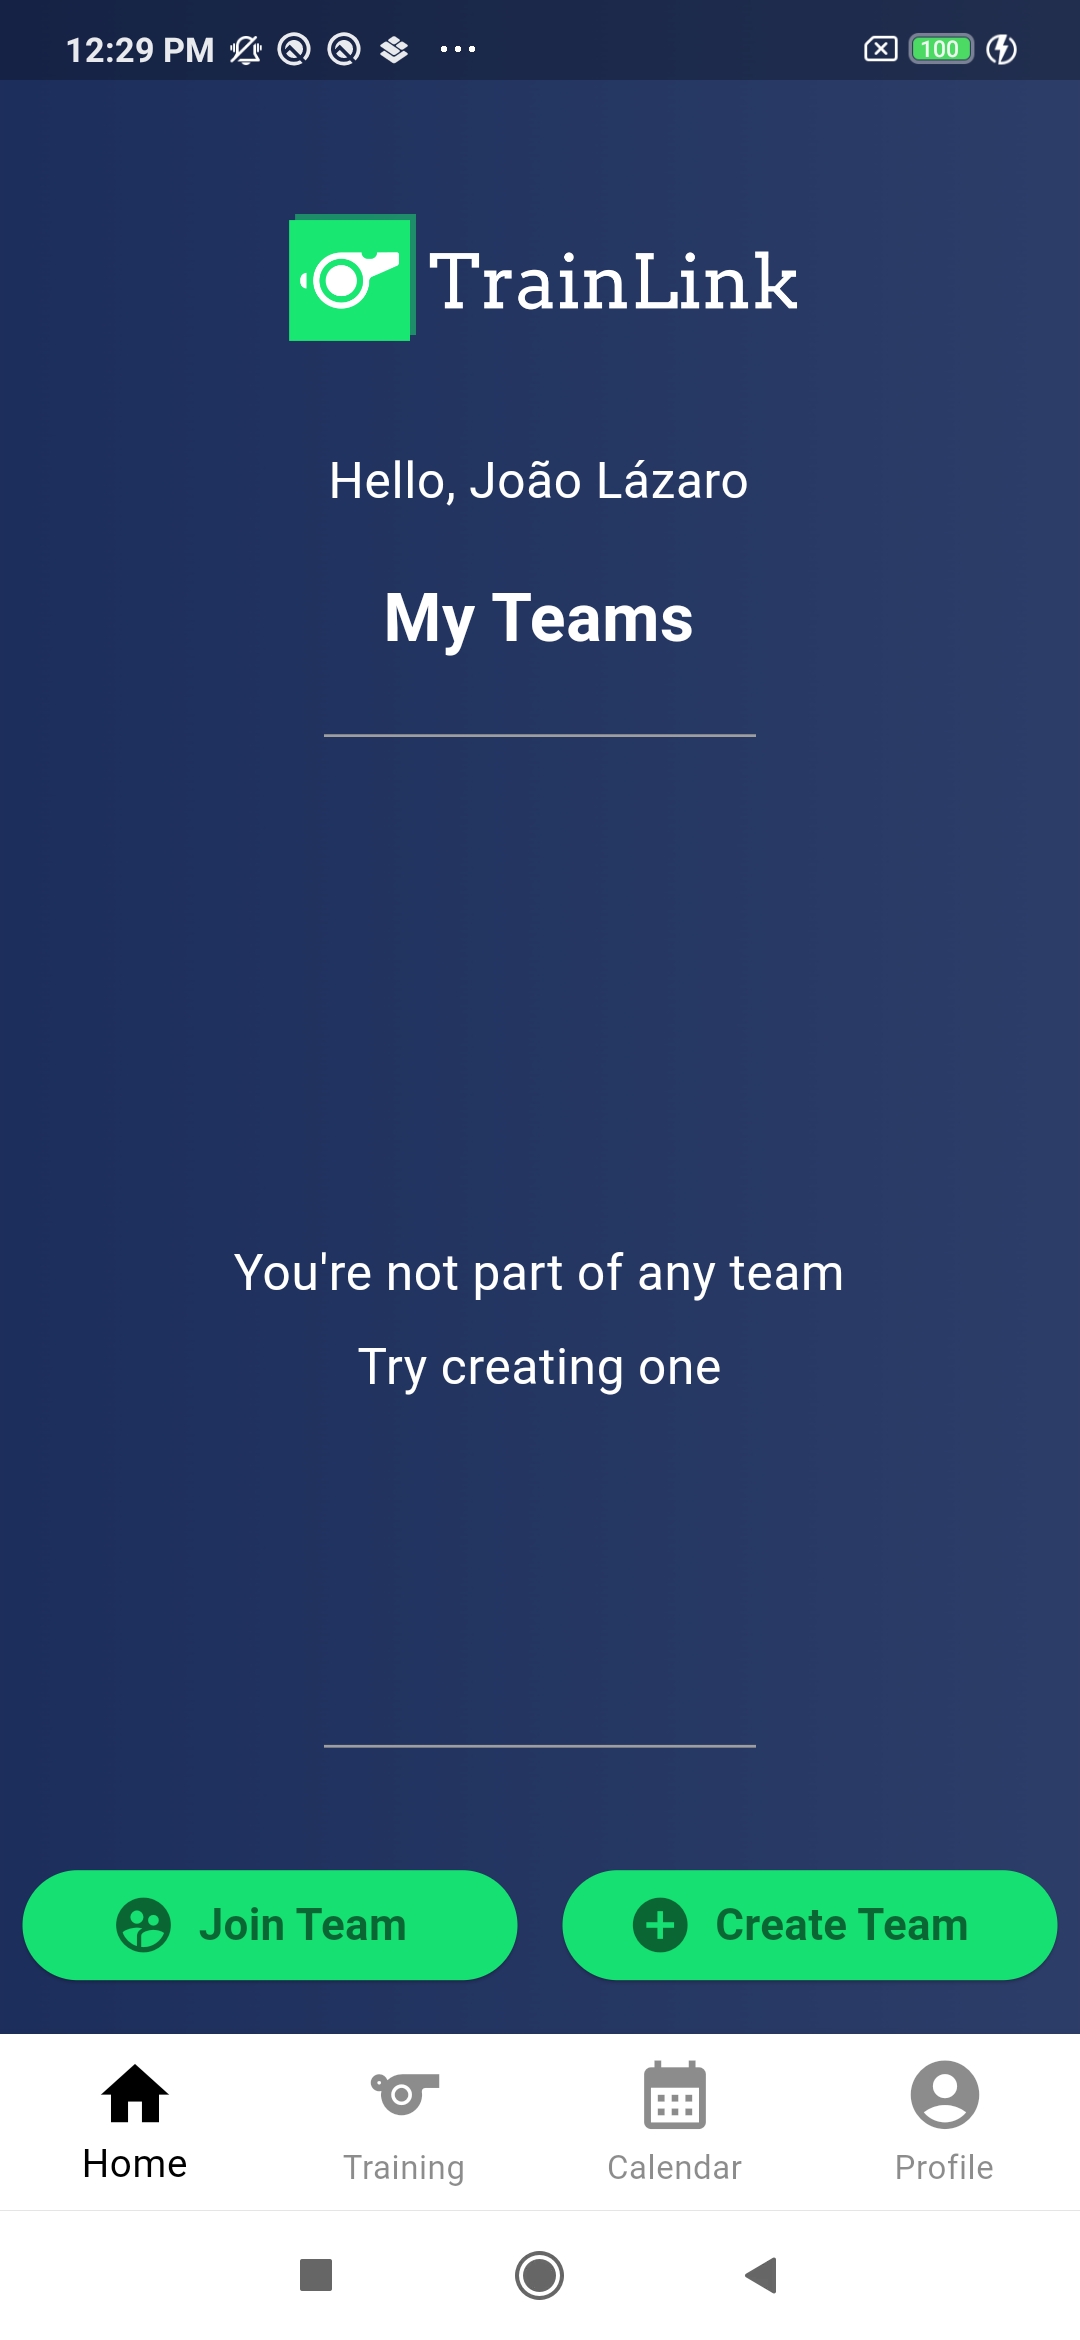 12:29 PM
100
TrainLink
Hello, João Lázaro
My Teams
You're not part of any team
Try creating one
Join Team
Create Team
Home
Training
Calendar
Profile